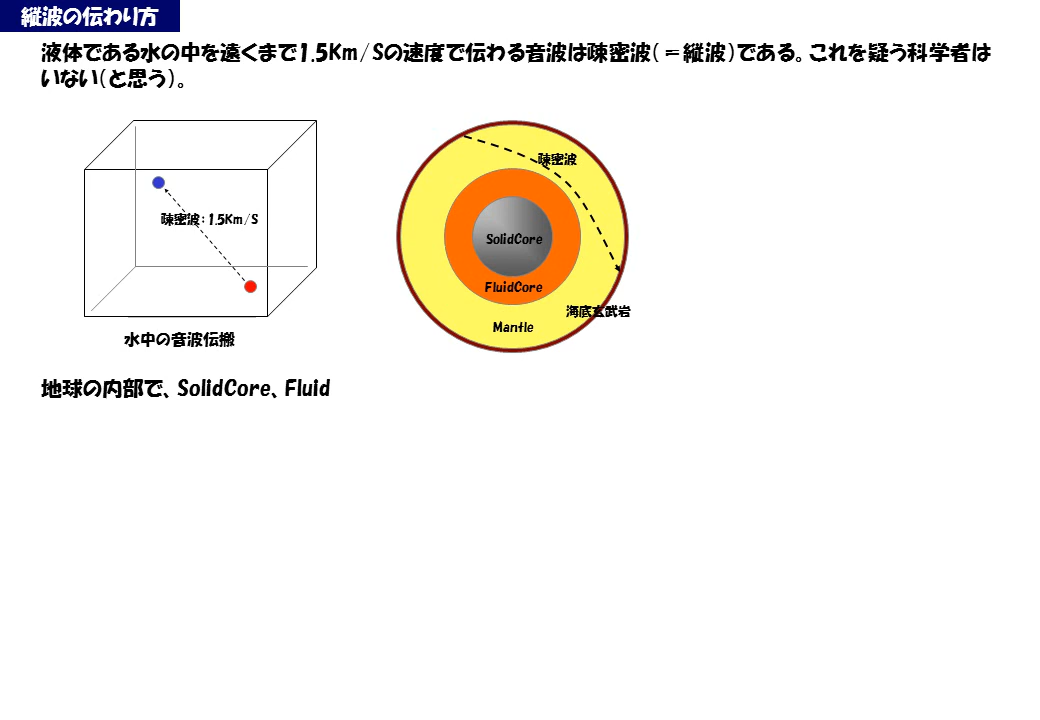 縦波の伝わり方
液体である水の中を遠くまで1.5Km/Sの速度で伝わる音波は疎密波(=縦波)である。これを疑う科学者は
いない(と思う)。
疎密波:1.5Km/S
水中の音波伝搬
疎密波
SolidCore
FluidCore
海底玄武岩
Mantle
地球の内部で、SolidCore、Fluid